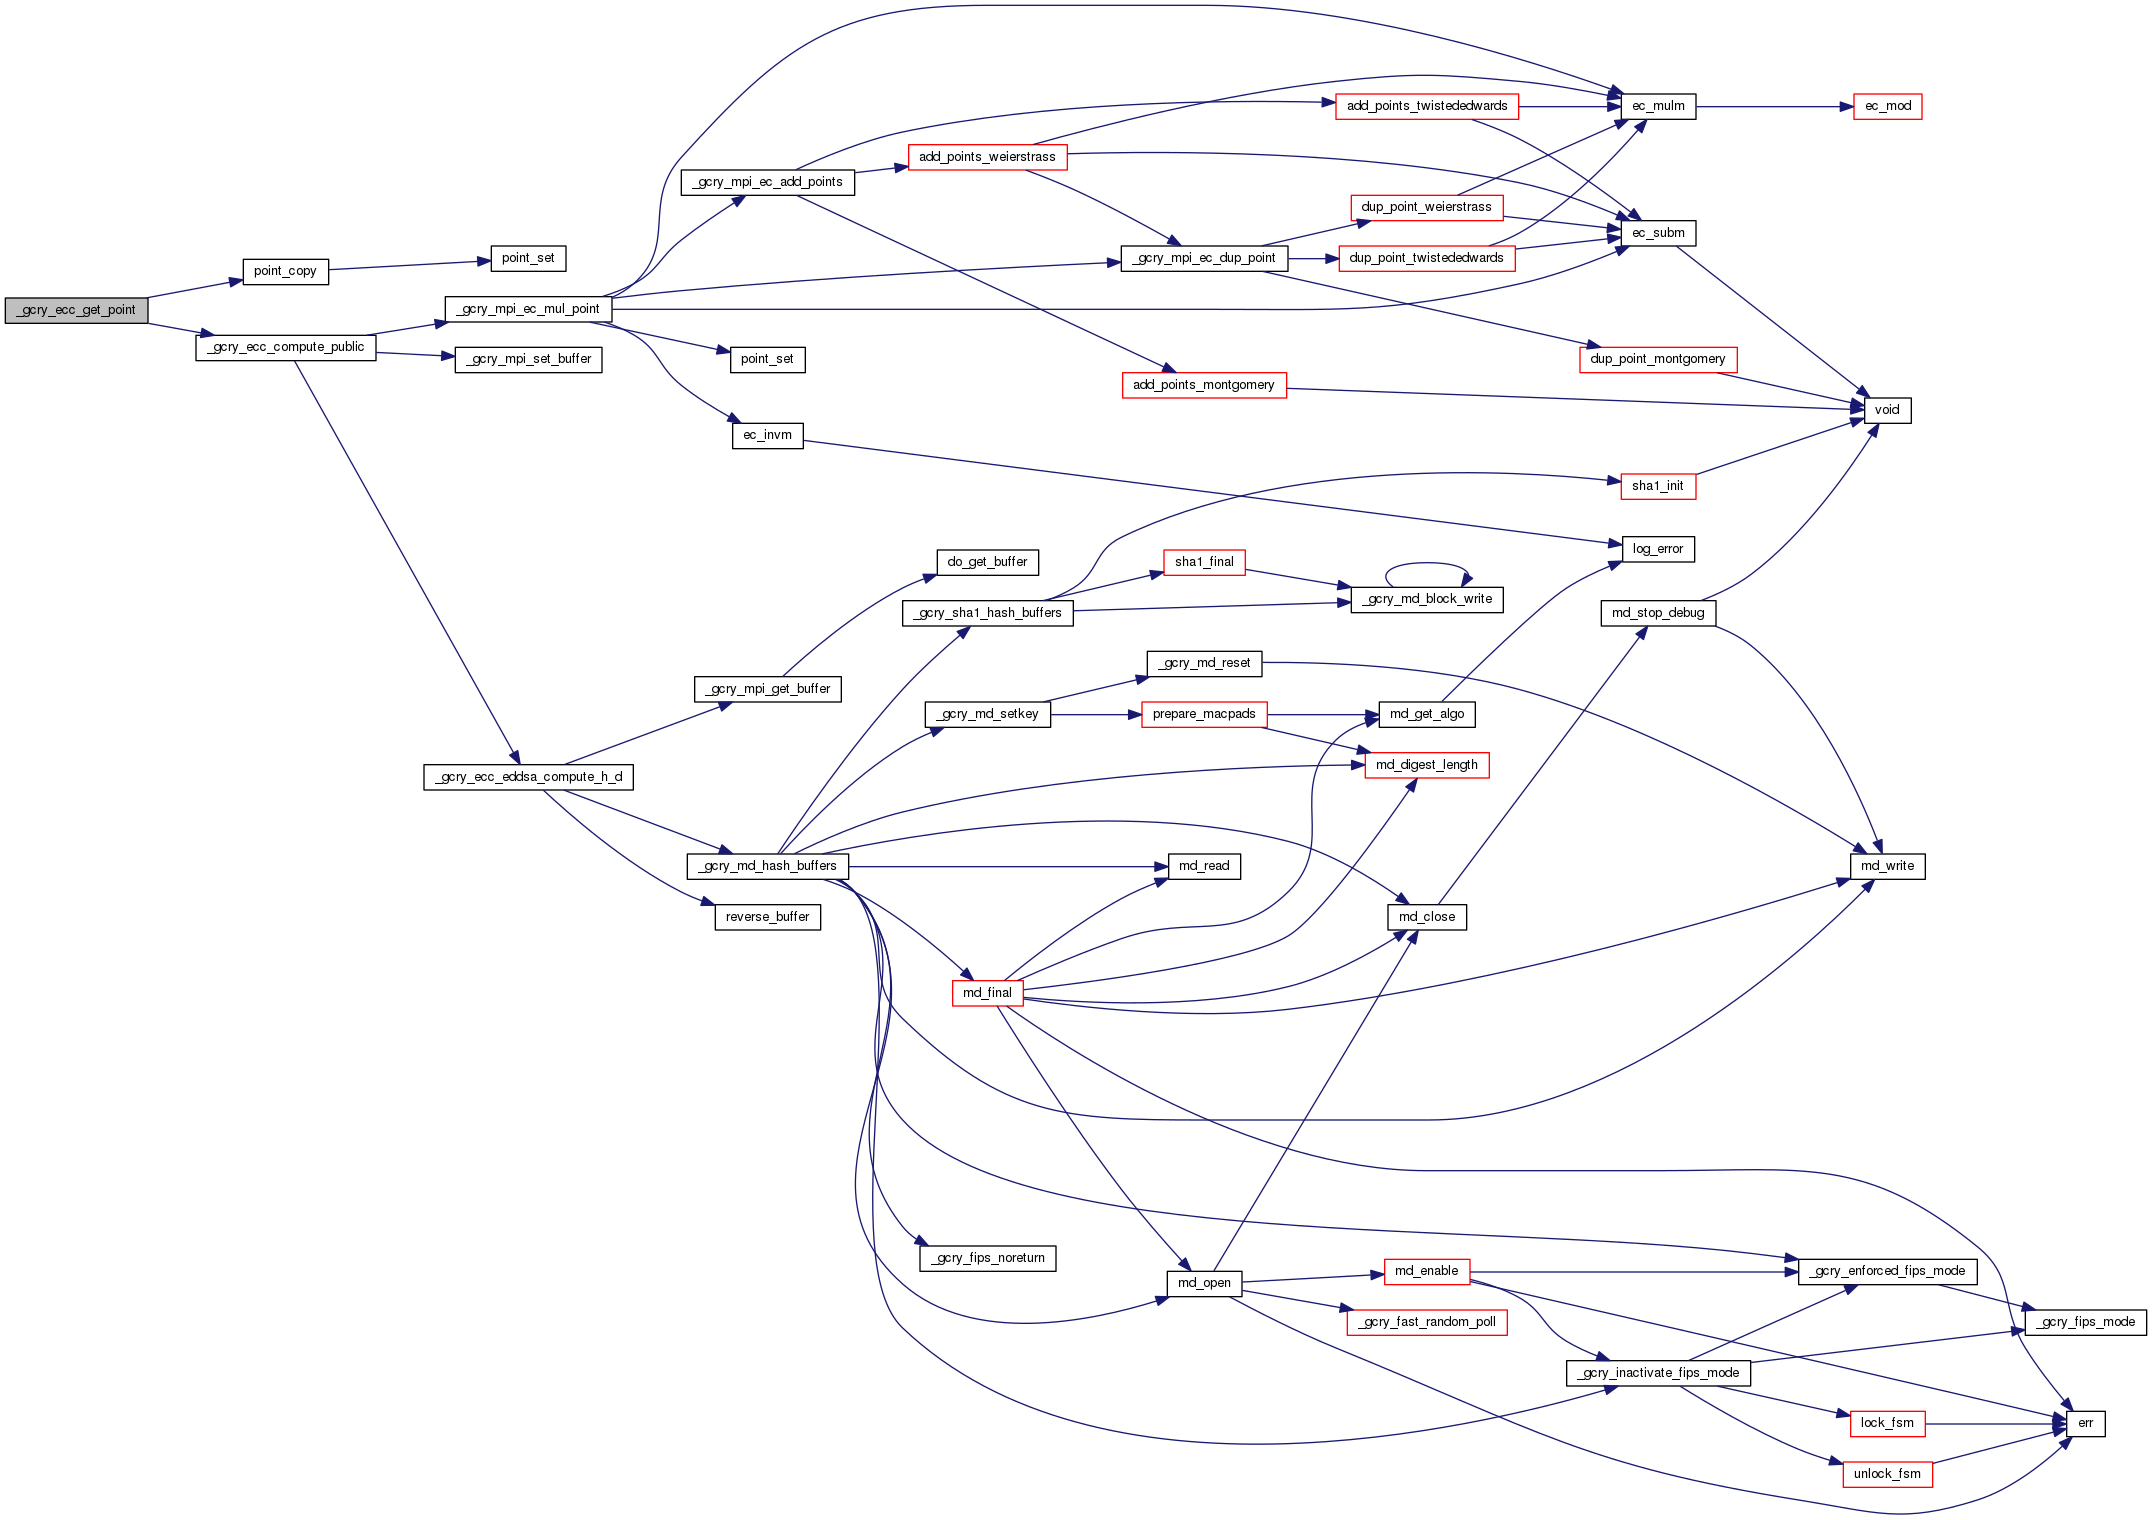 _gcry_ecc_get_point
point_copy
point_set
_gcry_ecc_compute_public
_gcry_mpi_ec_mul_point
_gcry_mpi_set_buffer
_gcry_mpi_ec_add_points
add_points_weierstrass
add_points_twistededwards
ec_mulm
ec_mod
dup_point_weierstrass
ec_subm
_gcry_mpi_ec_dup_point
dup_point_twistededwards
point_set
dup_point_montgomery
add_points_montgomery
void
ec_invm
sha1_init
log_error
do_get_buffer
sha1_final
_gcry_md_block_write
_gcry_sha1_hash_buffers
md_stop_debug
_gcry_md_reset
_gcry_mpi_get_buffer
_gcry_md_setkey
prepare_macpads
md_get_algo
md_digest_length
_gcry_ecc_eddsa_compute_h_d
_gcry_md_hash_buffers
md_read
md_write
reverse_buffer
md_close
md_final
_gcry_fips_noreturn
md_open
md_enable
_gcry_enforced_fips_mode
_gcry_fast_random_poll
_gcry_fips_mode
_gcry_inactivate_fips_mode
lock_fsm
err
unlock_fsm